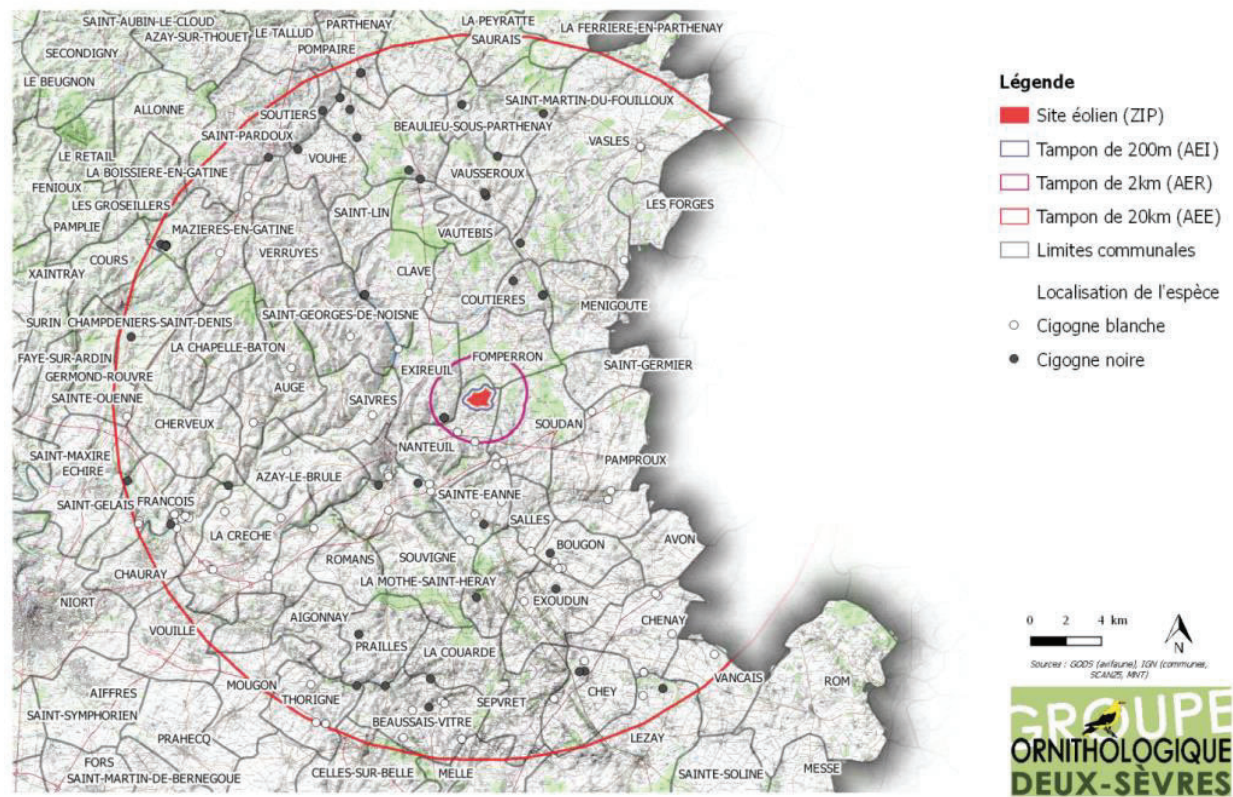 SAINT-AUBIN-LE-CLOUD
PARTHENAY
LA PEYRATTE
LA FERRIERE-EN-PARTHENAY
AZAY-SUR-THOUET
LE TALLUD
SAURAIS
SECONDIGNY
POMPAIRE
LE BEUGNON
ALLONNE
SOUTIERS
SAINT-MARTIN-DU-FOUILLOUX
BEAULIEU-SOUS-PARTHENAY
SAINT-PARDOUX
VASLES
LE RETAIL
VOUHE
LA BOISSIERE-EN-GATINE
VAUSSEROUX
FENIOUX
LES GROSEILLERS
LES FORGES
SAINT-LIN
PAMPLIE
MAZIERES-EN-GATINE
VAUTEBIS
COURS
VERRUYES
XAINTRAY
CLAVE
COUTIERES
MENIGOUTE
SAINT-GEORGES-DE-NOISNE
SURIN
CHAMPDENIERS-SAINT-DENIS
LA CHAPELLE-BATON
FAYE-SUR-ARDIN
FOMPERRON
SAINT-GERMIER
EXIREUIL
GERMOND-ROUVRE
AUGE
SAINTE-OUENNE
SAIVRES
CHERVEUX
SOUDAN
NANTEUIL
SAINT-MAXIRE
PAMPROUX
ECHIRE
AZAY-LE-BRULE
SAINTE-EANNE
SAINT-GELAIS
FRANCOIS
SALLES
LA CRECHE
AVON
BOUGON
ROMANS
SOUVIGNE
CHAURAY
LA MOTHE-SAINT-HERAY
NIORT
EXOUDUN
AIGONNAY
CHENAY
VOUILLE
PRAILLES
LA COUARDE
VANCAIS
ROM
MOUGON
CHEY
AIFFRES
THORIGNE
SEPVRET
SAINT-SYMPHORIEN
BEAUSSAIS-VITRE
PRAHECQ
LEZAY
FORS
MESSE
SAINT-MARTIN-DE-BERNEGOUE
CELLES-SUR-BELLE
MELLE
SAINTE-SOLINE
Légende
Site éolien (ZIP)
Tampon de 200m (AEI)
Tampon de 2km (AER)
Tampon de 20km (AEE)
Limites communales
Localisation de l'espèce
Cigogne blanche
Cigogne noire
0 2 4 km
N
Sources : GODS (avifaune), IGN (communes,
SCAN25, MNT)
GROUPE
ORNITHOLOGIQUE
DEUX-SÈVRES